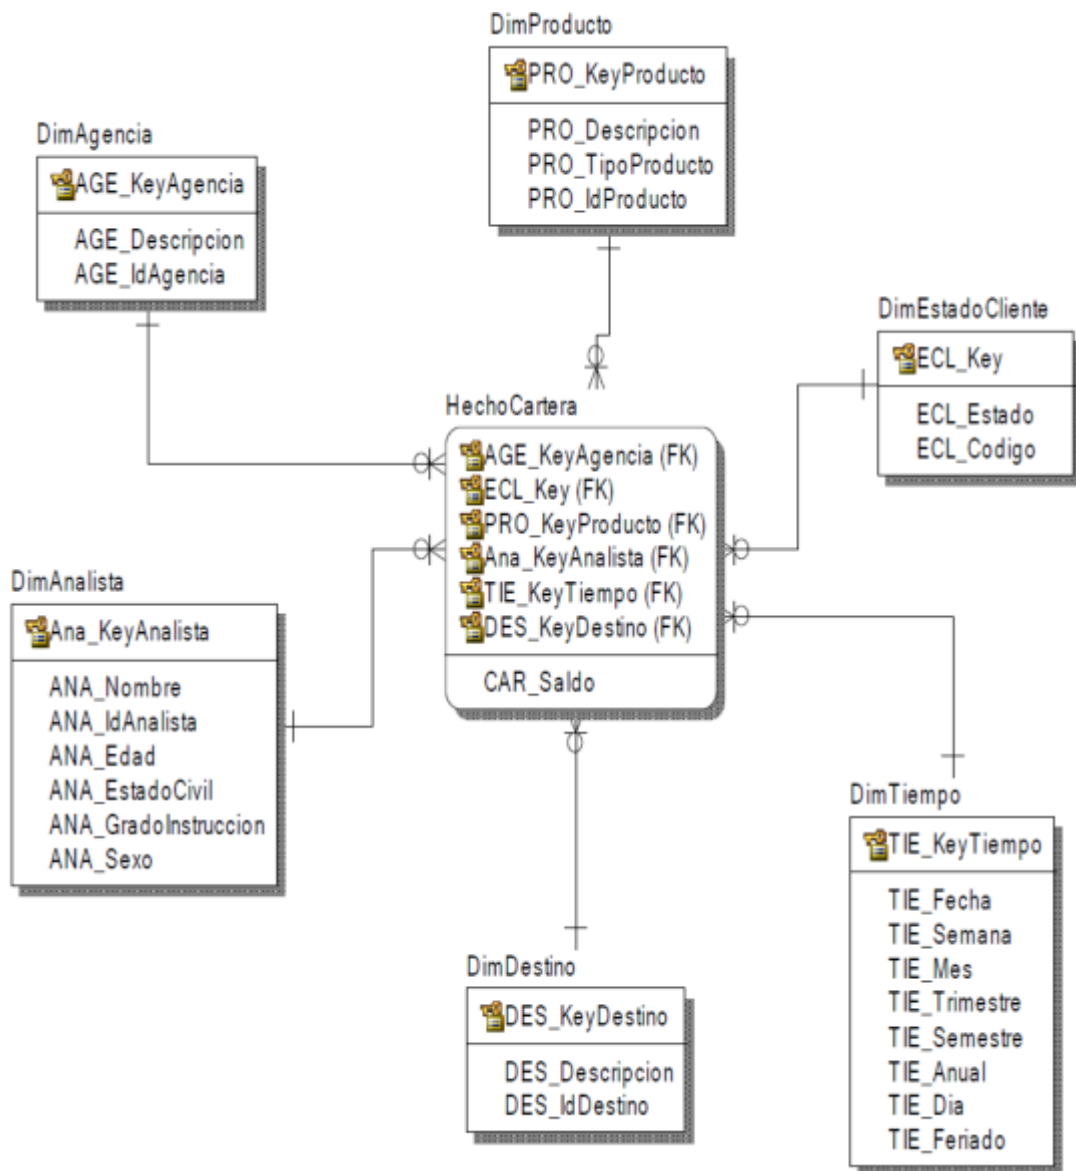 DimProducto
PRO_KeyProducto
PRO_Descripcion
PRO_TipoProducto
PRO_IdProducto
DimAgencia
AGE_KeyAgencia
AGE_Descripcion
AGE_IdAgencia
DimEstadoCliente
ECL_Key
ECL_Estado
ECL_Codigo
HechoCartera
AGE_KeyAgencia (FK)
ECL_Key (FK)
PRO_KeyProducto (FK)
Ana_KeyAnalista (FK)
TIE_KeyTiempo (FK)
DES_KeyDestino (FK)
CAR_Saldo
DimAnalista
Ana_KeyAnalista
ANA_Nombre
ANA_IdAnalista
ANA_Edad
ANA_EstadoCivil
ANA_GradoInstruccion
ANA_Sexo
DimTiempo
TIE_KeyTiempo
TIE_Fecha
TIE_Semana
TIE_Mes
TIE_Trimestre
TIE_Semestre
TIE_Anual
TIE_Dia
TIE_Feriado
DimDestino
DES_KeyDestino
DES_Descripcion
DES_IdDestino